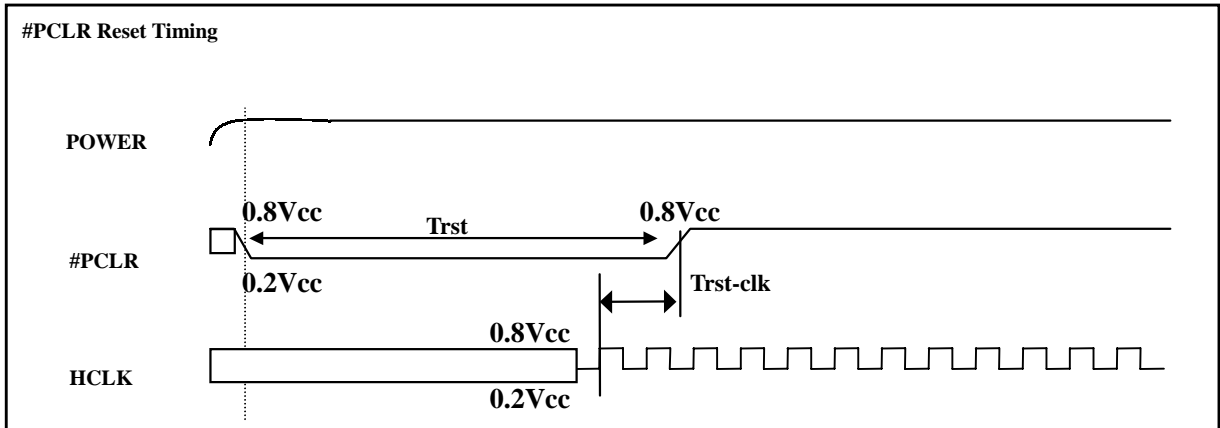 #PCLR Reset Timing
POWER
0.8Vcc
Trst
0.8Vcc
#PCLR
0.2Vcc
Trst-clk
0.8Vcc
HCLK
0.2Vcc